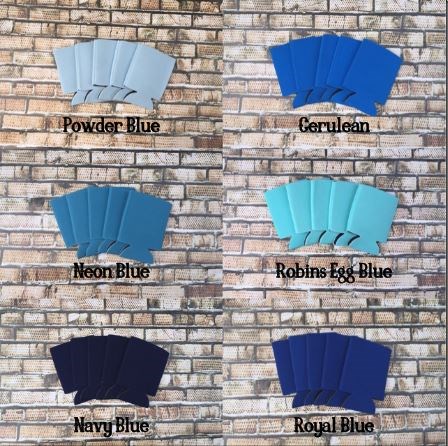 Powder Blue
Cerulean
Neon Blue
Robins Egg Blue
Navy Blue
Royal Blue